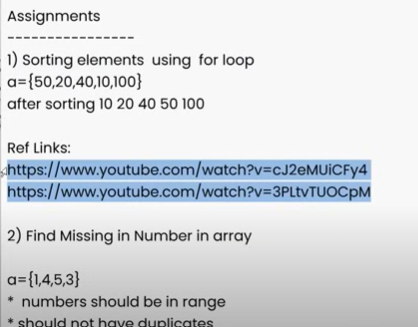 Assignments
----------------
1) Sorting elements using for loop
a={50,20,40,10,100}
after sorting 10 20 40 50 100
Ref Links:
https://www.youtube.com/watch?v=cJ2eMUiCFy4
https://www.youtube.com/watch?v=3PLtvTUOCpM
2) Find Missing in Number in array
a={1,4,5,3}
* numbers should be in range
* should not have duplicates